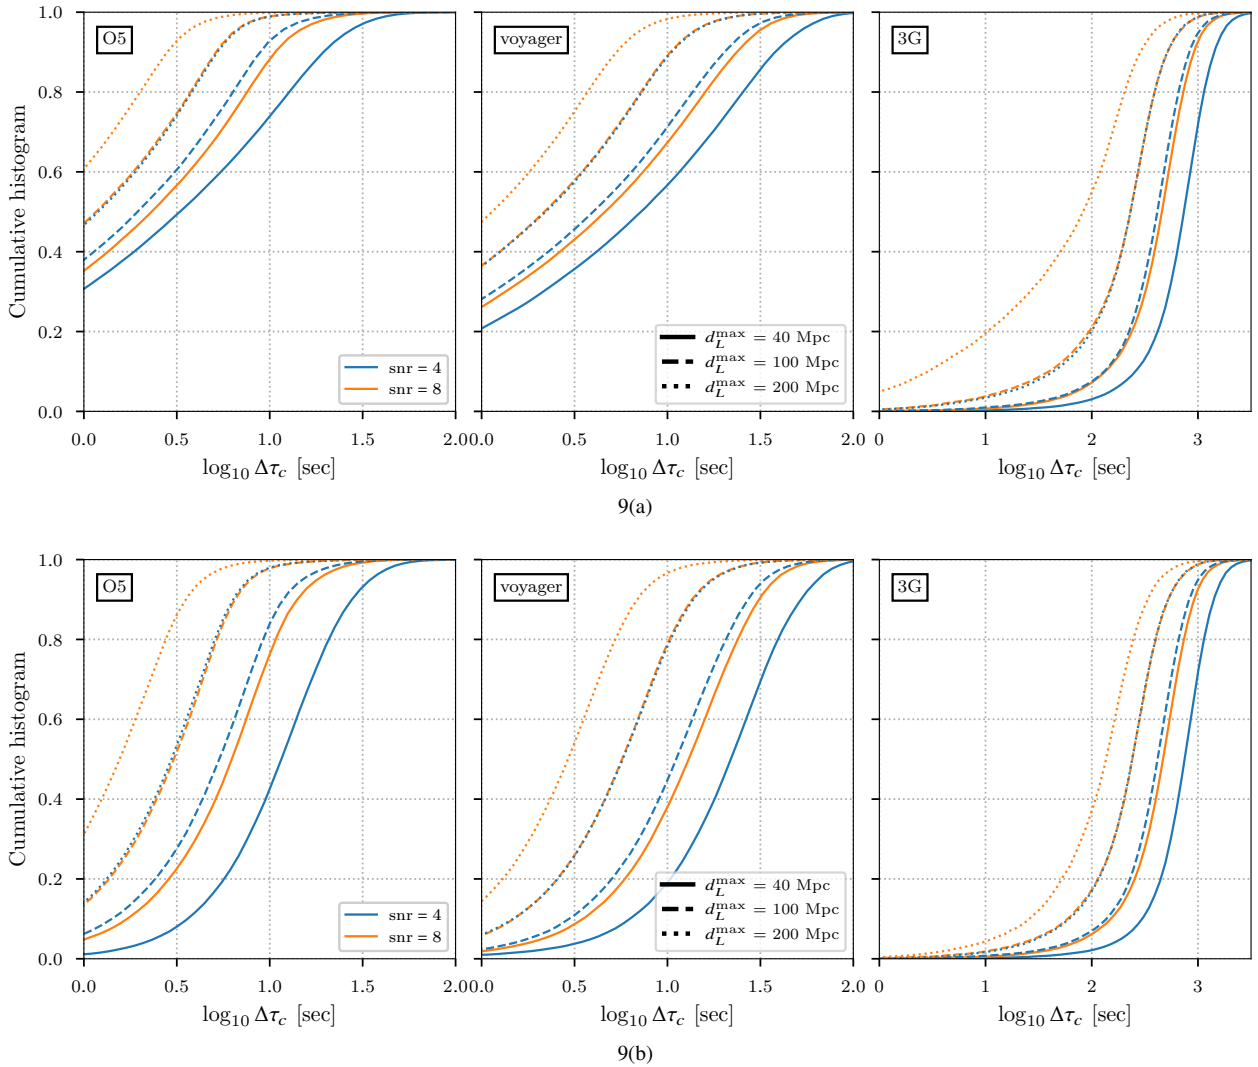 O5
voyager
3G
1.0
0.8
0.6
0.4
0.2
0.0
Cumulative histogram
snr = 4
snr = 8
d_L^max = 40 Mpc
d_L^max = 100 Mpc
d_L^max = 200 Mpc
0.0 0.5 1.0 1.5 2.0
0.0 0.5 1.0 1.5 2.0
0 1 2 3
log₁₀ Δτ_c [sec]
log₁₀ Δτ_c [sec]
log₁₀ Δτ_c [sec]
9(a)
O5
voyager
3G
1.0
0.8
0.6
0.4
0.2
0.0
Cumulative histogram
snr = 4
snr = 8
d_L^max = 40 Mpc
d_L^max = 100 Mpc
d_L^max = 200 Mpc
0.0 0.5 1.0 1.5 2.0
0.0 0.5 1.0 1.5 2.0
0 1 2 3
log₁₀ Δτ_c [sec]
log₁₀ Δτ_c [sec]
log₁₀ Δτ_c [sec]
9(b)